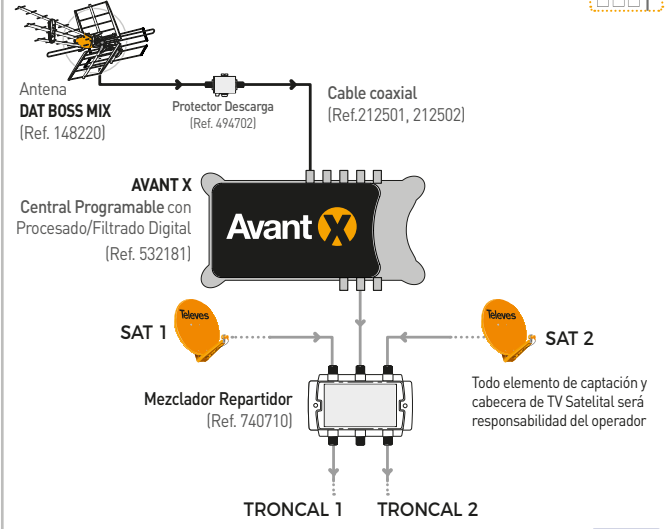 Antena
DAT BOSS MIX
(Ref. 148220)
Protector Descarga
(Ref. 494702)
Cable coaxial
(Ref.212501, 212502)
AVANT X
Central Programable con
Procesado/Filtrado Digital
(Ref. 532181)
Avant X
Televes
SAT 1
Televes
SAT 2
Mezclador Repartidor
(Ref. 740710)
Todo elemento de captación y
cabecera de TV Satelital será
responsabilidad del operador
TRONCAL 1
TRONCAL 2